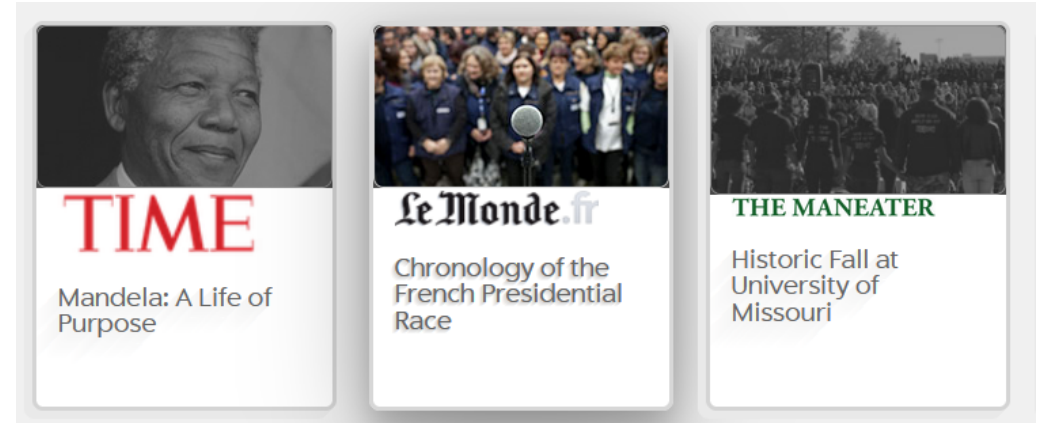 TIME
Mandela: A Life of
Purpose
Le Monde.fr
Chronology of the
French Presidential
Race
THE MANEATER
Historic Fall at
University of
Missouri